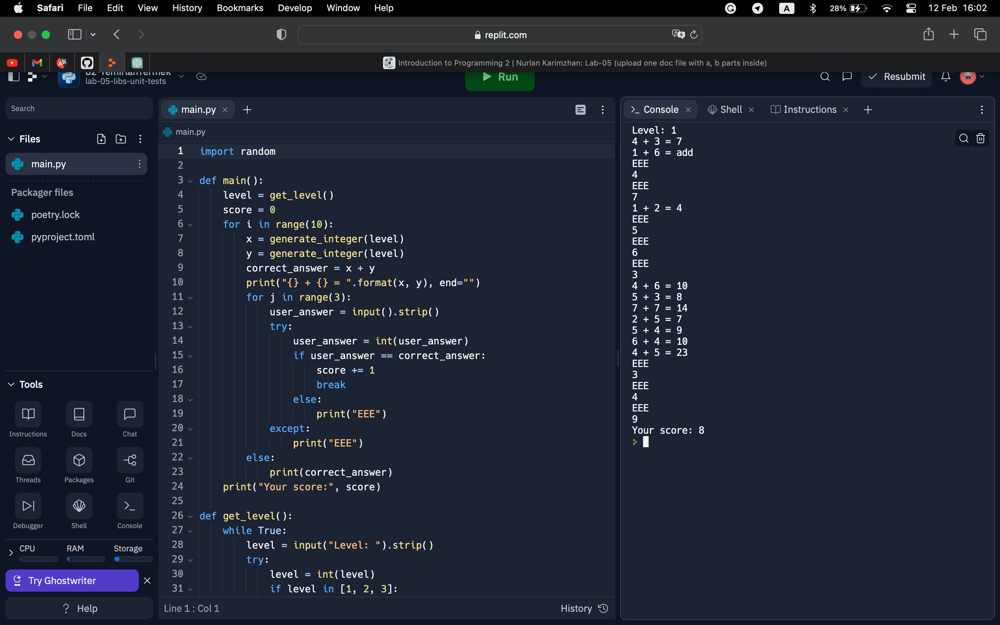 Safari File Edit View History Bookmarks Develop Window Help A 28% 12 Feb 16:02
replit.com
Introduction to Programming 2 | Nurlan Karimzhan: Lab-05 (upload one doc file with a, b parts inside)
lab-05-libs-unit-tests
Run
Resubmit
Search
Files
main.py
Packager files
poetry.lock
pyproject.toml
Tools
Instructions Docs Chat
Threads Packages Git
Debugger Shell Console
CPU RAM Storage
Try Ghostwriter
? Help
main.py
main.py
1 import random
2
3 def main():
4 level = get_level()
5 score = 0
6 for i in range(10):
7 x = generate_integer(level)
8 y = generate_integer(level)
9 correct_answer = x + y
10 print("{} + {} = ".format(x, y), end="")
11 for j in range(3):
12 user_answer = input().strip()
13 try:
14 user_answer = int(user_answer)
15 if user_answer == correct_answer:
16 score += 1
17 break
18 else:
19 print("EEE")
20 except:
21 print("EEE")
22 else:
23 print(correct_answer)
24 print("Your score:", score)
25
26 def get_level():
27 while True:
28 level = input("Level: ").strip()
29 try:
30 level = int(level)
31 if level in [1, 2, 3]:
Line 1 : Col 1
History
Console Shell Instructions
Level: 1
4 + 3 = 7
1 + 6 = add
EEE
4
EEE
7
1 + 2 = 4
EEE
5
EEE
6
EEE
3
4 + 6 = 10
5 + 3 = 8
7 + 7 = 14
2 + 5 = 7
5 + 4 = 9
6 + 4 = 10
4 + 5 = 23
EEE
3
EEE
4
EEE
9
Your score: 8